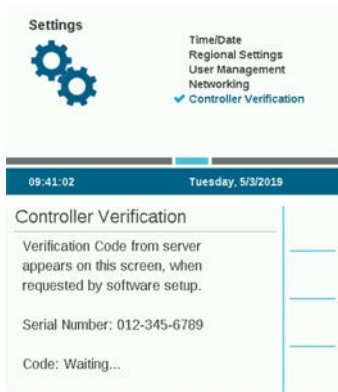 Settings
Time/Date
Regional Settings
User Management
Networking
Controller Verification
09:41:02 Tuesday, 5/3/2019
Controller Verification
Verification Code from server
appears on this screen, when
requested by software setup.
Serial Number: 012-345-6789
Code: Waiting...